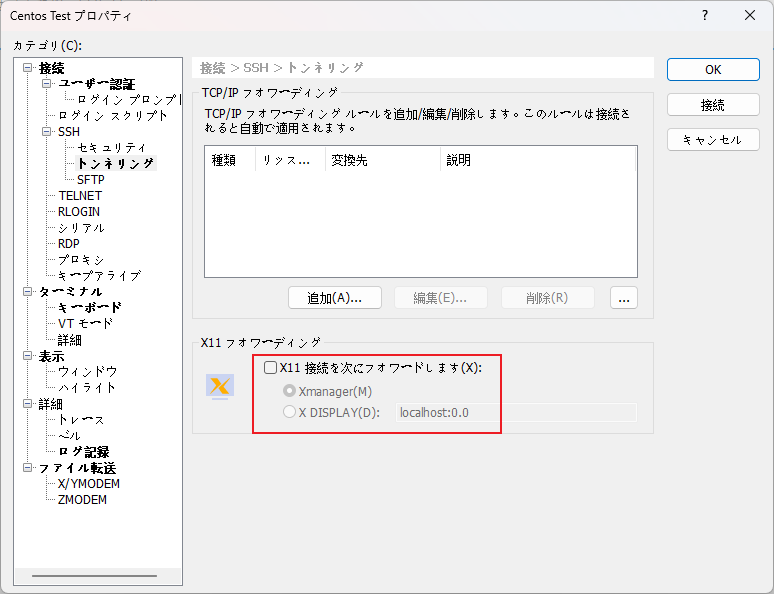 Centos Test プロパティ
?
カテゴリ(C):
接続
ユーザー認証
ログイン プロンプト
ログイン スクリプト
SSH
セキュリティ
トンネリング
SFTP
TELNET
RLOGIN
シリアル
RDP
プロキシ
キープアライブ
ターミナル
キーボード
VT モード
詳細
表示
ウィンドウ
ハイライト
詳細
トレース
ベル
ログ記録
ファイル転送
X/YMODEM
ZMODEM
接続 > SSH > トンネリング
TCP/IP フォワーディング
TCP/IP フォワーディング ルールを追加/編集/削除します。このルールは接続さ
れると自動で適用されます。
種類 リッス... 変換先 説明
追加(A)... 編集(E)... 削除(R) ...
X11 フォワーディング
X11 接続を次にフォワードします(X):
Xmanager(M)
X DISPLAY(D): localhost:0.0
OK
接続
キャンセル